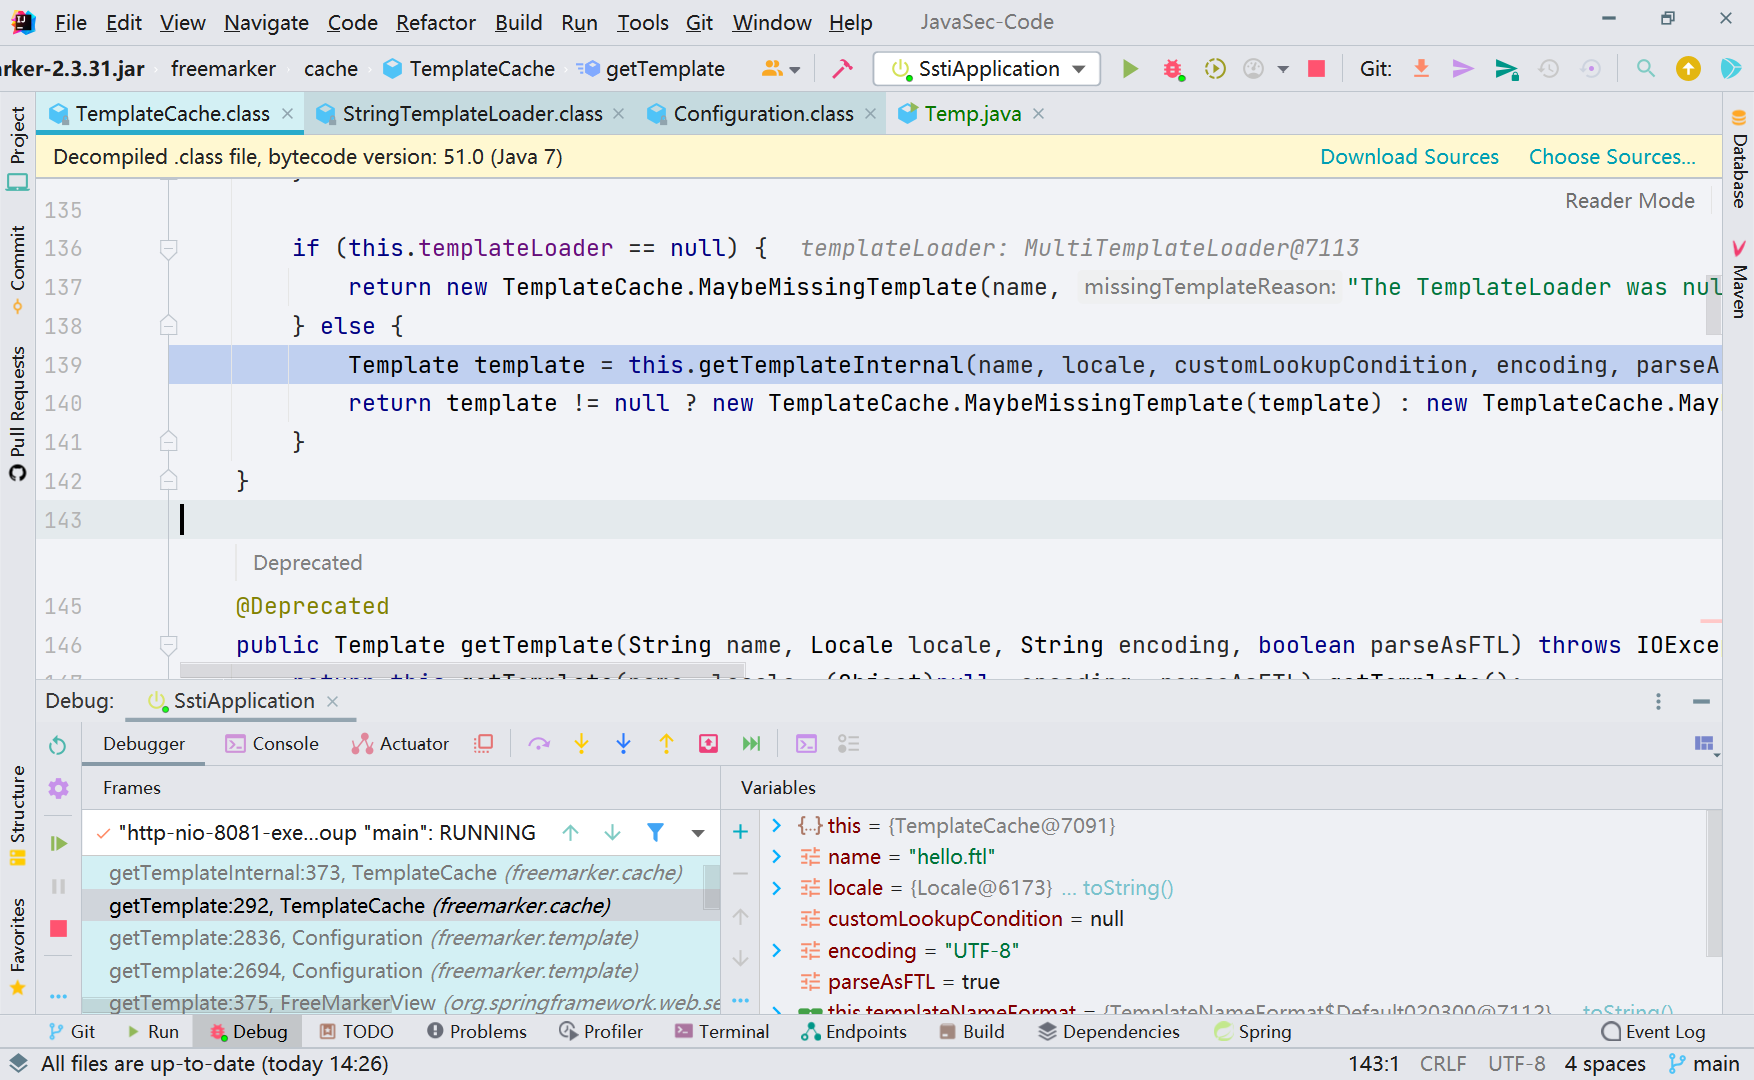 File Edit View Navigate Code Refactor Build Run Tools Git Window Help JavaSec-Code
rker-2.3.31.jar freemarker cache TemplateCache getTemplate SstiApplication Git:
TemplateCache.class StringTemplateLoader.class Configuration.class Temp.java
Decompiled .class file, bytecode version: 51.0 (Java 7) Download Sources Choose Sources...
Reader Mode
135
136 if (this.templateLoader == null) { templateLoader: MultiTemplateLoader@7113
137 return new TemplateCache.MaybeMissingTemplate(name, missingTemplateReason: "The TemplateLoader was nul
138 } else {
139 Template template = this.getTemplateInternal(name, locale, customLookupCondition, encoding, parseA
140 return template != null ? new TemplateCache.MaybeMissingTemplate(template) : new TemplateCache.May
141 }
142 }
143
Deprecated
145 @Deprecated
146 public Template getTemplate(String name, Locale locale, String encoding, boolean parseAsFTL) throws IOExce
147 return this.getTemplate(name, locale, (Object)null, encoding, parseAsFTL).getTemplate();
Project
Commit
Pull Requests
Structure
Favorites
Database
Maven
Debug: SstiApplication
Debugger Console Actuator
Frames Variables
"http-nio-8081-exe...oup "main": RUNNING
getTemplateInternal:373, TemplateCache (freemarker.cache)
getTemplate:292, TemplateCache (freemarker.cache)
getTemplate:2836, Configuration (freemarker.template)
getTemplate:2694, Configuration (freemarker.template)
getTemplate:375, FreeMarkerView (org.springframework.web.se
this = {TemplateCache@7091}
name = "hello.ftl"
locale = {Locale@6173} ... toString()
customLookupCondition = null
encoding = "UTF-8"
parseAsFTL = true
this.templateNameFormat = {TemplateNameFormat$Default020300@7112} ... toString()
Git Run Debug TODO Problems Profiler Terminal Endpoints Build Dependencies Spring Event Log
All files are up-to-date (today 14:26) 143:1 CRLF UTF-8 4 spaces main